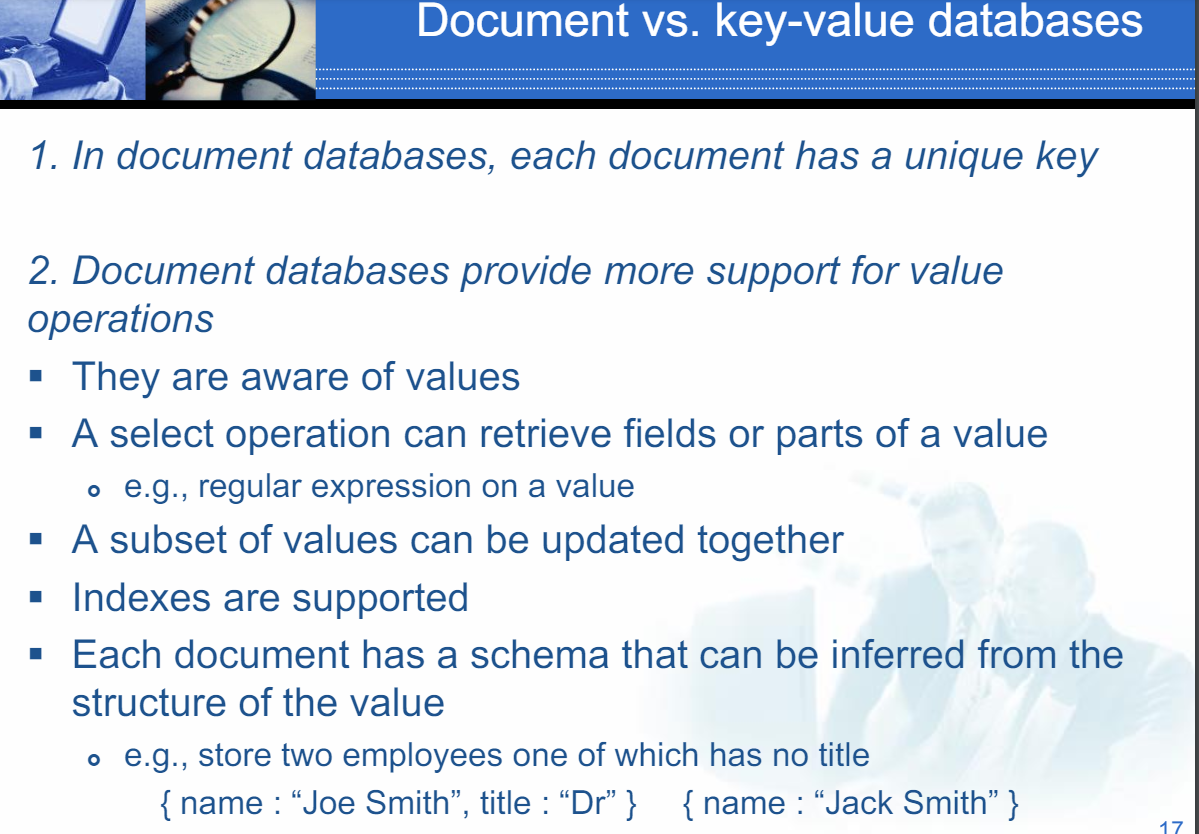 Document vs. key-value databases
1. In document databases, each document has a unique key
2. Document databases provide more support for value
operations
▪ They are aware of values
▪ A select operation can retrieve fields or parts of a value
o e.g., regular expression on a value
▪ A subset of values can be updated together
▪ Indexes are supported
▪ Each document has a schema that can be inferred from the
structure of the value
o e.g., store two employees one of which has no title
{ name : “Joe Smith”, title : “Dr” } { name : “Jack Smith” }
17